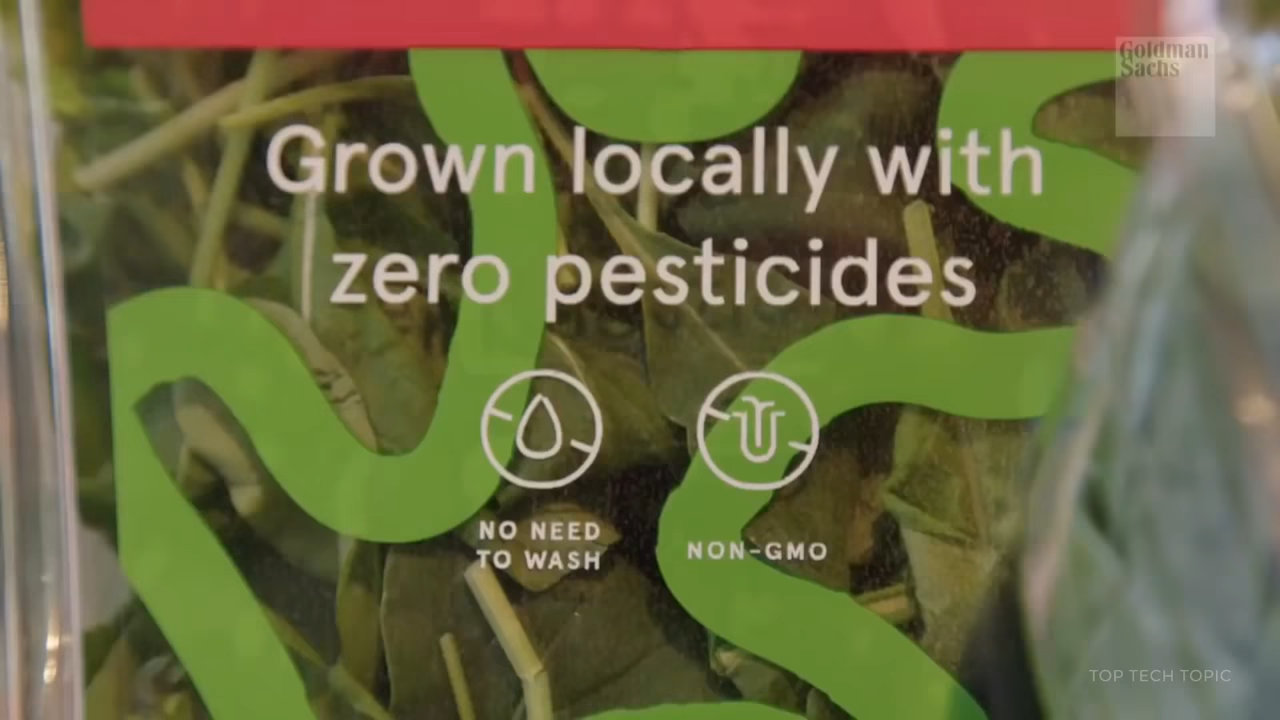 Goldman
Sachs
Grown locally with
zero pesticides
NO NEED
TO WASH
NON-GMO
TOP TECH TOPIC